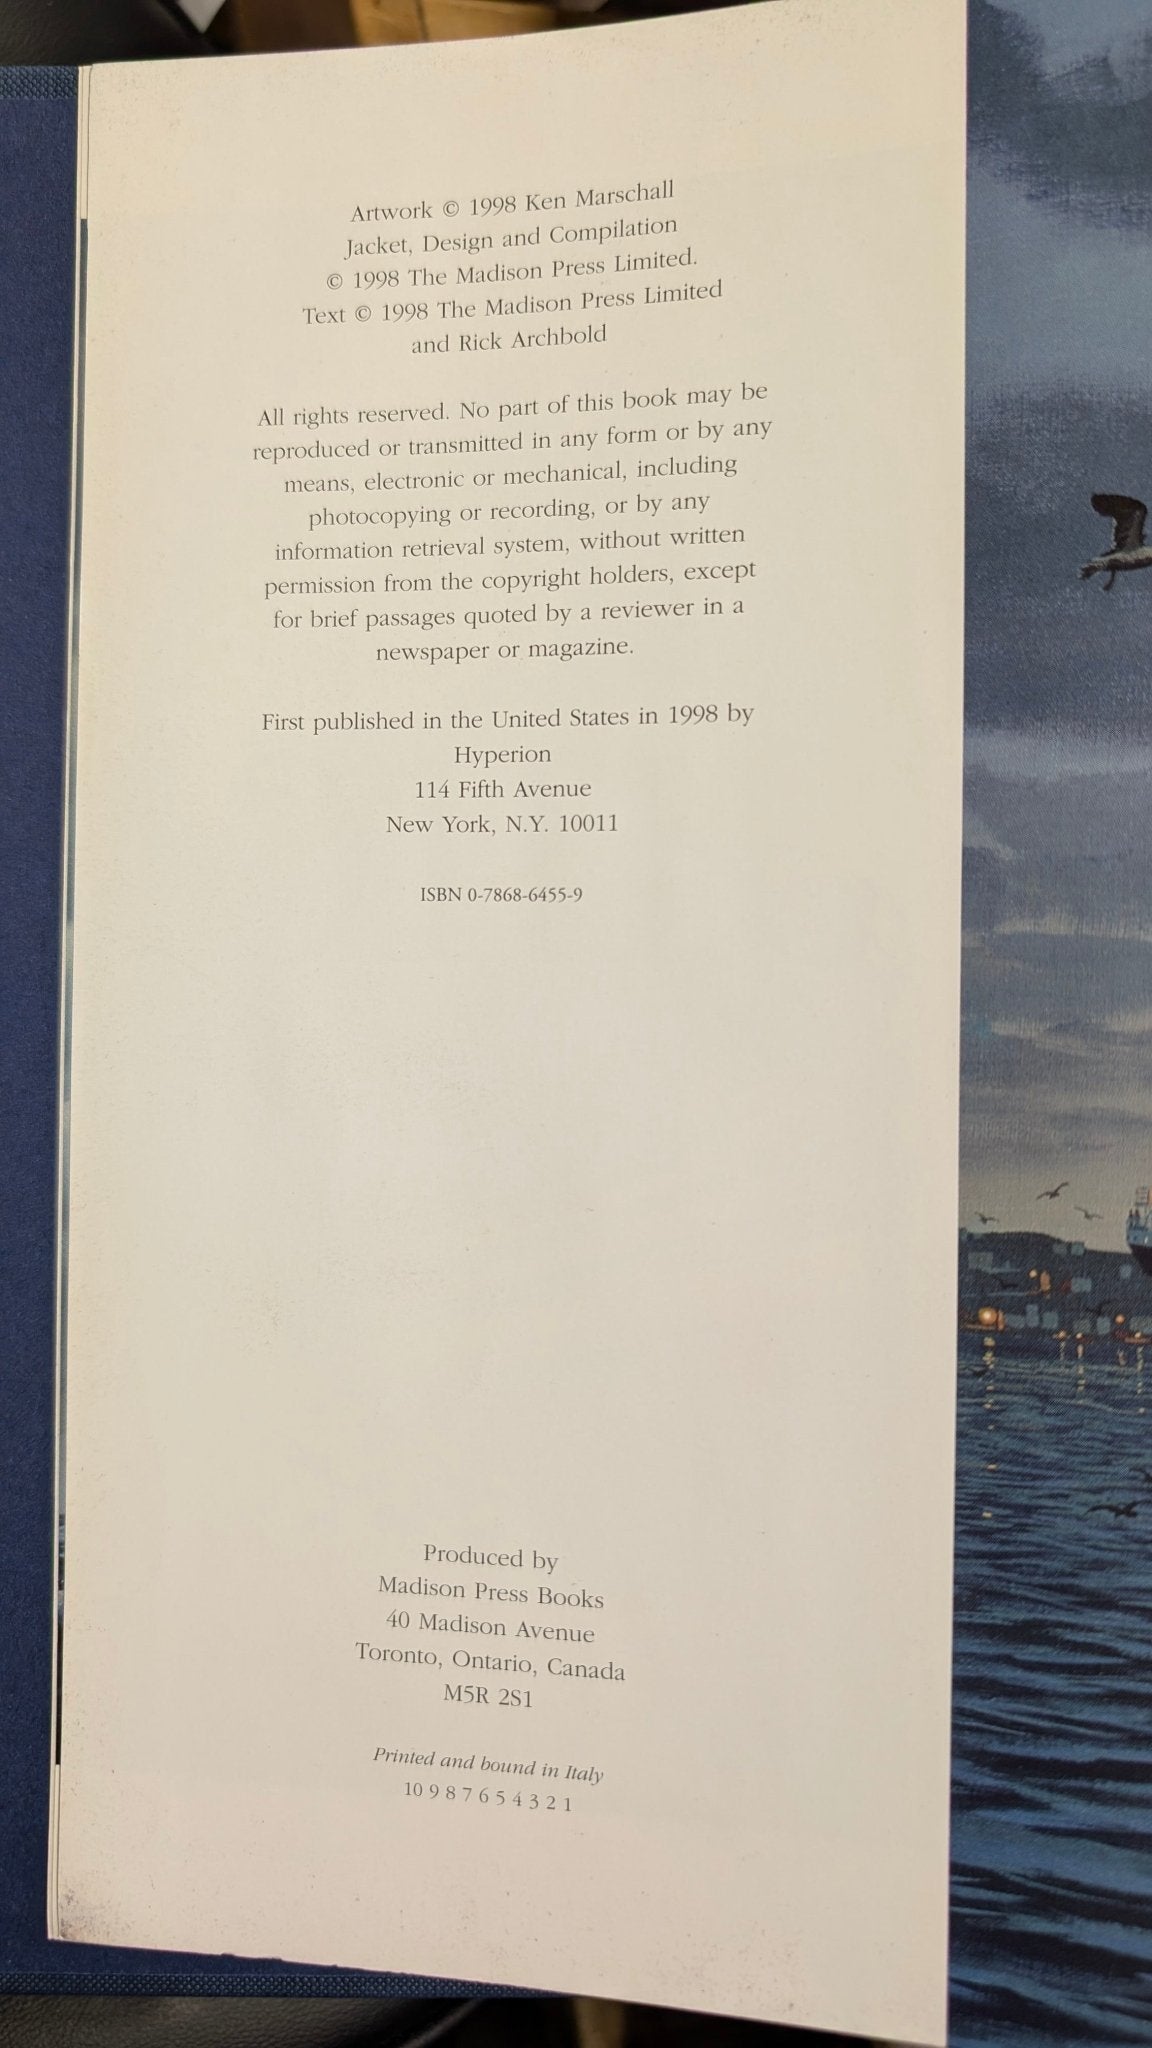 Artwork © 1998 Ken Marschall
Jacket, Design and Compilation
© 1998 The Madison Press Limited.
Text © 1998 The Madison Press Limited
and Rick Archbold
All rights reserved. No part of this book may be
reproduced or transmitted in any form or by any
means, electronic or mechanical, including
photocopying or recording, or by any
information retrieval system, without written
permission from the copyright holders, except
for brief passages quoted by a reviewer in a
newspaper or magazine.
First published in the United States in 1998 by
Hyperion
114 Fifth Avenue
New York, N.Y. 10011
ISBN 0-7868-6455-9
Produced by
Madison Press Books
40 Madison Avenue
Toronto, Ontario, Canada
M5R 2S1
Printed and bound in Italy
10 9 8 7 6 5 4 3 2 1